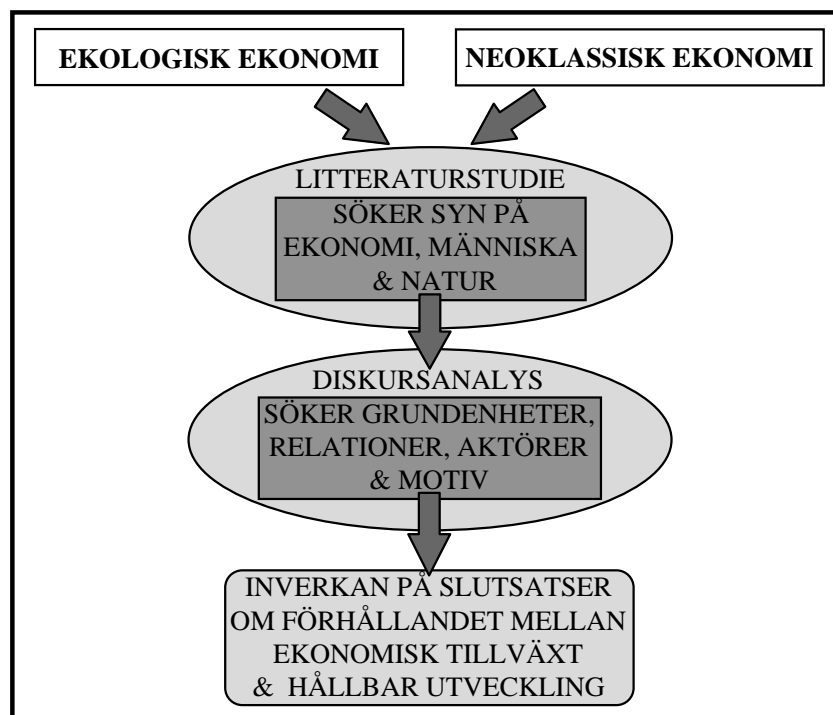 EKOLOGISK EKONOMI
NEOKLASSISK EKONOMI
LITTERATURSTUDIE
SÖKER SYN PÅ
EKONOMI, MÄNNISKA
& NATUR
DISKURSANALYS
SÖKER GRUNDENHETER,
RELATIONER, AKTÖRER
& MOTIV
INVERKAN PÅ SLUTSATSER
OM FÖRHÅLLANDET MELLAN
EKONOMISK TILLVÄXT
& HÅLLBAR UTVECKLING